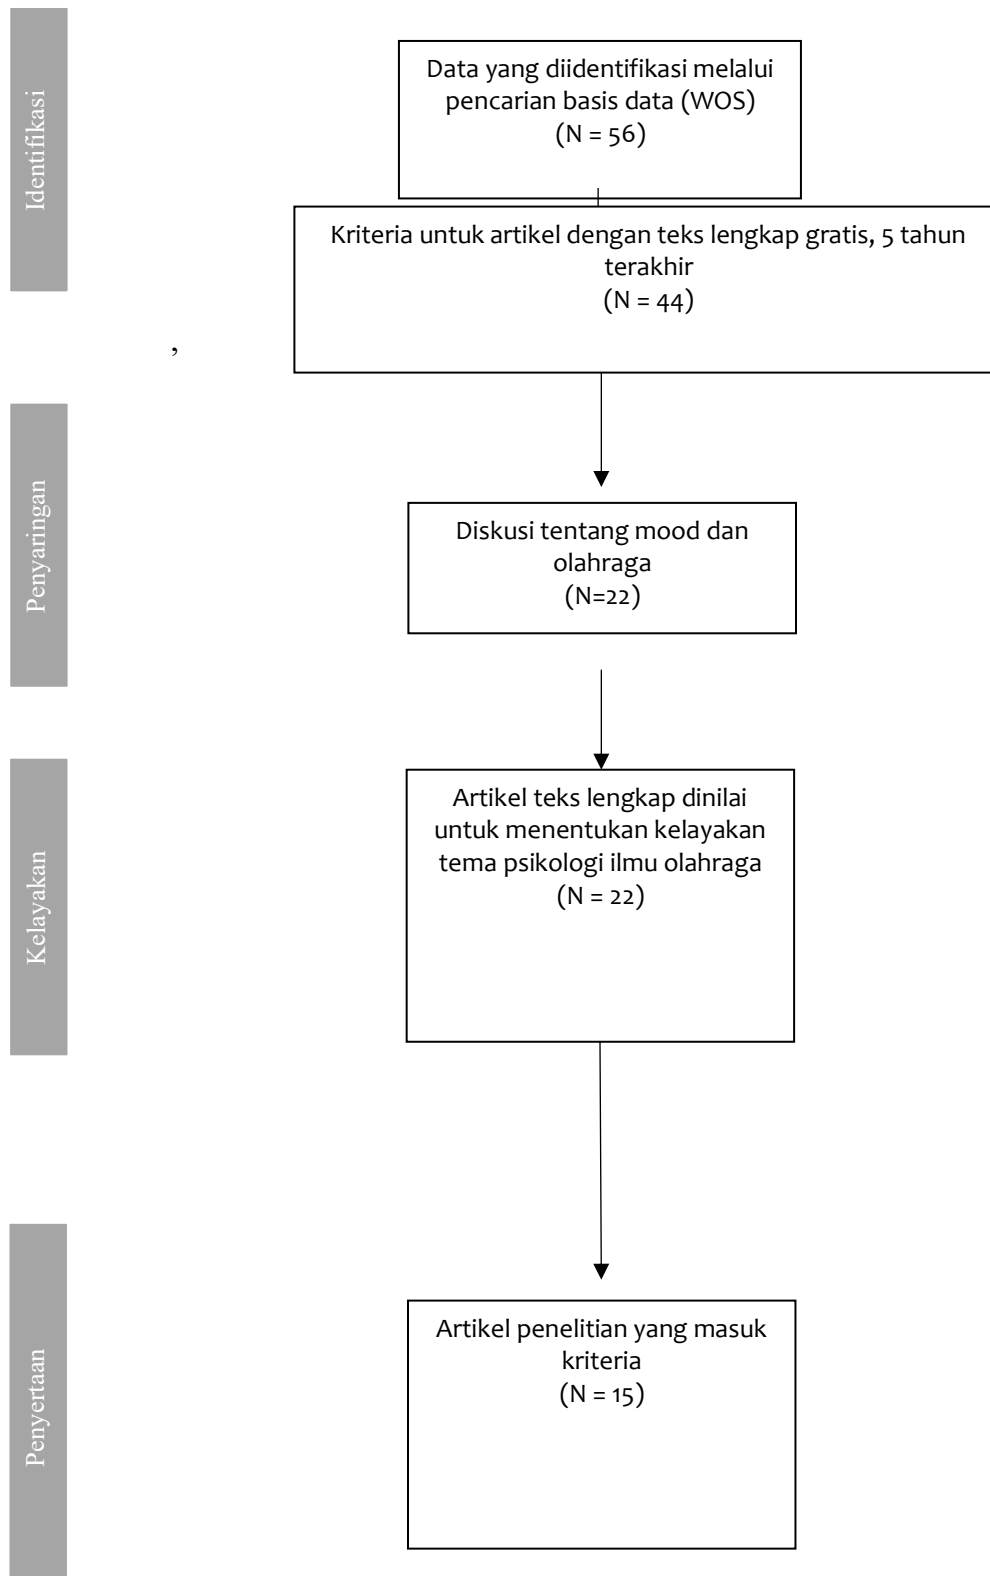 Identifikasi
Data yang diidentifikasi melalui
pencarian basis data (WOS)
(N = 56)
Kriteria untuk artikel dengan teks lengkap gratis, 5 tahun
terakhir
(N = 44)
,
Penyaringan
Diskusi tentang mood dan
olahraga
(N=22)
Kelayakan
Artikel teks lengkap dinilai
untuk menentukan kelayakan
tema psikologi ilmu olahraga
(N = 22)
Penyertaan
Artikel penelitian yang masuk
kriteria
(N = 15)